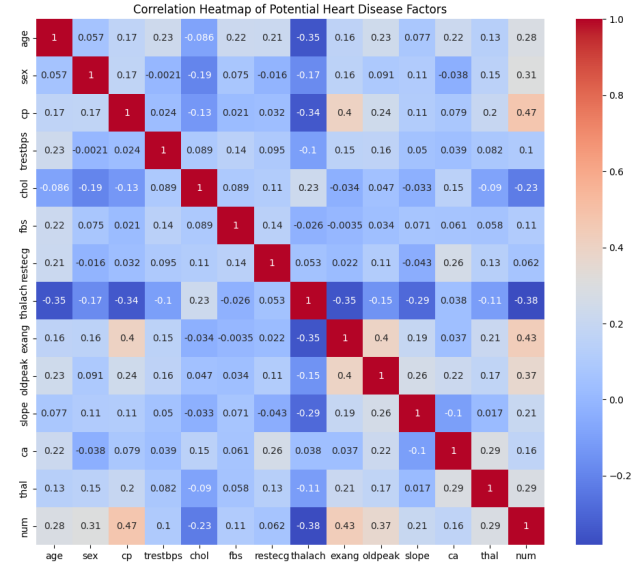 Correlation Heatmap of Potential Heart Disease Factors
age 1 0.057 0.17 0.23 -0.086 0.22 0.21 -0.35 0.16 0.23 0.077 0.22 0.13 0.28
sex 0.057 1 0.17 -0.0021 -0.19 0.075 -0.016 -0.17 0.16 0.091 0.11 -0.038 0.15 0.31
cp 0.17 0.17 1 0.024 -0.13 0.021 0.032 -0.34 0.4 0.24 0.11 0.079 0.2 0.47
trestbps 0.23 -0.0021 0.024 1 0.089 0.14 0.095 -0.1 0.15 0.16 0.05 0.039 0.082 0.1
chol -0.086 -0.19 -0.13 0.089 1 0.089 0.11 0.23 -0.034 0.047 -0.033 0.15 -0.09 -0.23
fbs 0.22 0.075 0.021 0.14 0.089 1 0.14 -0.026 -0.0035 0.034 0.071 0.061 0.058 0.11
restecg 0.21 -0.016 0.032 0.095 0.11 0.14 1 0.053 0.022 0.11 -0.043 0.26 0.13 0.062
thalach -0.35 -0.17 -0.34 -0.1 0.23 -0.026 0.053 1 -0.35 -0.15 -0.29 0.038 -0.11 -0.38
exang 0.16 0.16 0.4 0.15 -0.034 -0.0035 0.022 -0.35 1 0.4 0.19 0.037 0.21 0.43
oldpeak 0.23 0.091 0.24 0.16 0.047 0.034 0.11 -0.15 0.4 1 0.26 0.22 0.17 0.37
slope 0.077 0.11 0.11 0.05 -0.033 0.071 -0.043 -0.29 0.19 0.26 1 -0.1 0.017 0.21
ca 0.22 -0.038 0.079 0.039 0.15 0.061 0.26 0.038 0.037 0.22 -0.1 1 0.29 0.16
thal 0.13 0.15 0.2 0.082 -0.09 0.058 0.13 -0.11 0.21 0.17 0.017 0.29 1 0.29
num 0.28 0.31 0.47 0.1 -0.23 0.11 0.062 -0.38 0.43 0.37 0.21 0.16 0.29 1
age sex cp trestbps chol fbs restecg thalach exang oldpeak slope ca thal num
1.0
0.8
0.6
0.4
0.2
0.0
−0.2